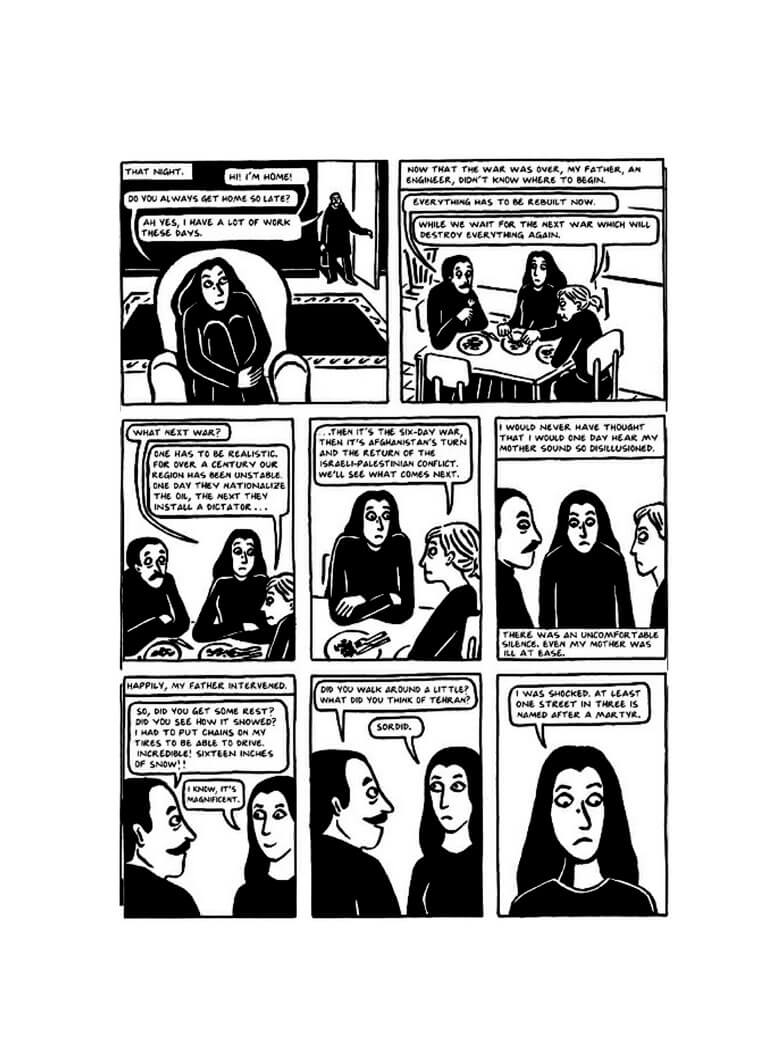 THAT NIGHT.
HI! I'M HOME!
DO YOU ALWAYS GET HOME SO LATE?
AH YES, I HAVE A LOT OF WORK
THESE DAYS.
NOW THAT THE WAR WAS OVER, MY FATHER, AN
ENGINEER, DIDN'T KNOW WHERE TO BEGIN.
EVERYTHING HAS TO BE REBUILT NOW.
WHILE WE WAIT FOR THE NEXT WAR WHICH WILL
DESTROY EVERYTHING AGAIN.
WHAT NEXT WAR?
ONE HAS TO BE REALISTIC.
FOR OVER A CENTURY OUR
REGION HAS BEEN UNSTABLE.
ONE DAY THEY NATIONALIZE
THE OIL, THE NEXT THEY
INSTALL A DICTATOR...
...THEN IT'S THE SIX-DAY WAR,
THEN IT'S AFGHANISTAN'S TURN
AND THE RETURN OF THE
ISRAELI-PALESTINIAN CONFLICT.
WE'LL SEE WHAT COMES NEXT.
I WOULD NEVER HAVE THOUGHT
THAT I WOULD ONE DAY HEAR MY
MOTHER SOUND SO DISILLUSIONED.
THERE WAS AN UNCOMFORTABLE
SILENCE. EVEN MY MOTHER WAS
ILL AT EASE.
HAPPILY, MY FATHER INTERVENED.
SO, DID YOU GET SOME REST?
DID YOU SEE HOW IT SNOWED?
I HAD TO PUT CHAINS ON MY
TIRES TO BE ABLE TO DRIVE.
INCREDIBLE! SIXTEEN INCHES
OF SNOW!!
I KNOW, IT'S
MAGNIFICENT.
DID YOU WALK AROUND A LITTLE?
WHAT DID YOU THINK OF TEHRAN?
SORDID.
I WAS SHOCKED. AT LEAST
ONE STREET IN THREE IS
NAMED AFTER A MARTYR.